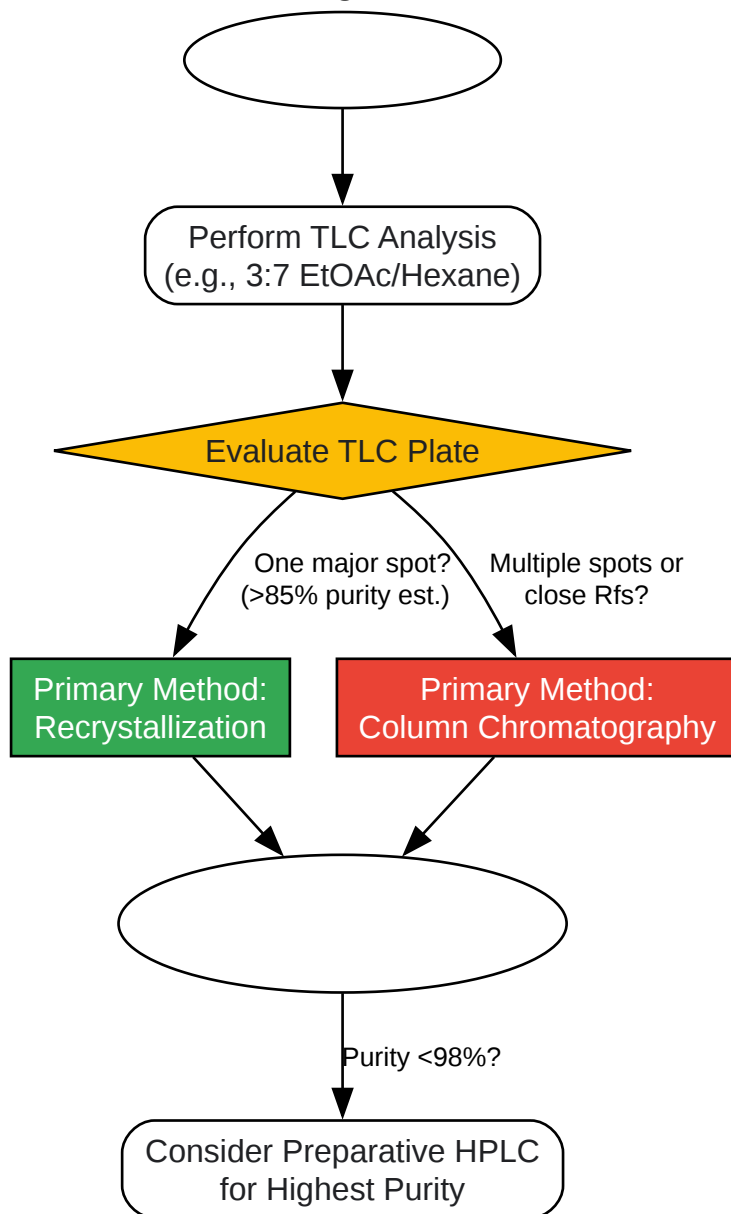 Perform TLC Analysis
(e.g., 3:7 EtOAc/Hexane)
Evaluate TLC Plate
One major spot?
(>85% purity est.)
Multiple spots or
close Rfs?
Primary Method:
Recrystallization
Primary Method:
Column Chromatography
Purity <98%?
Consider Preparative HPLC
for Highest Purity